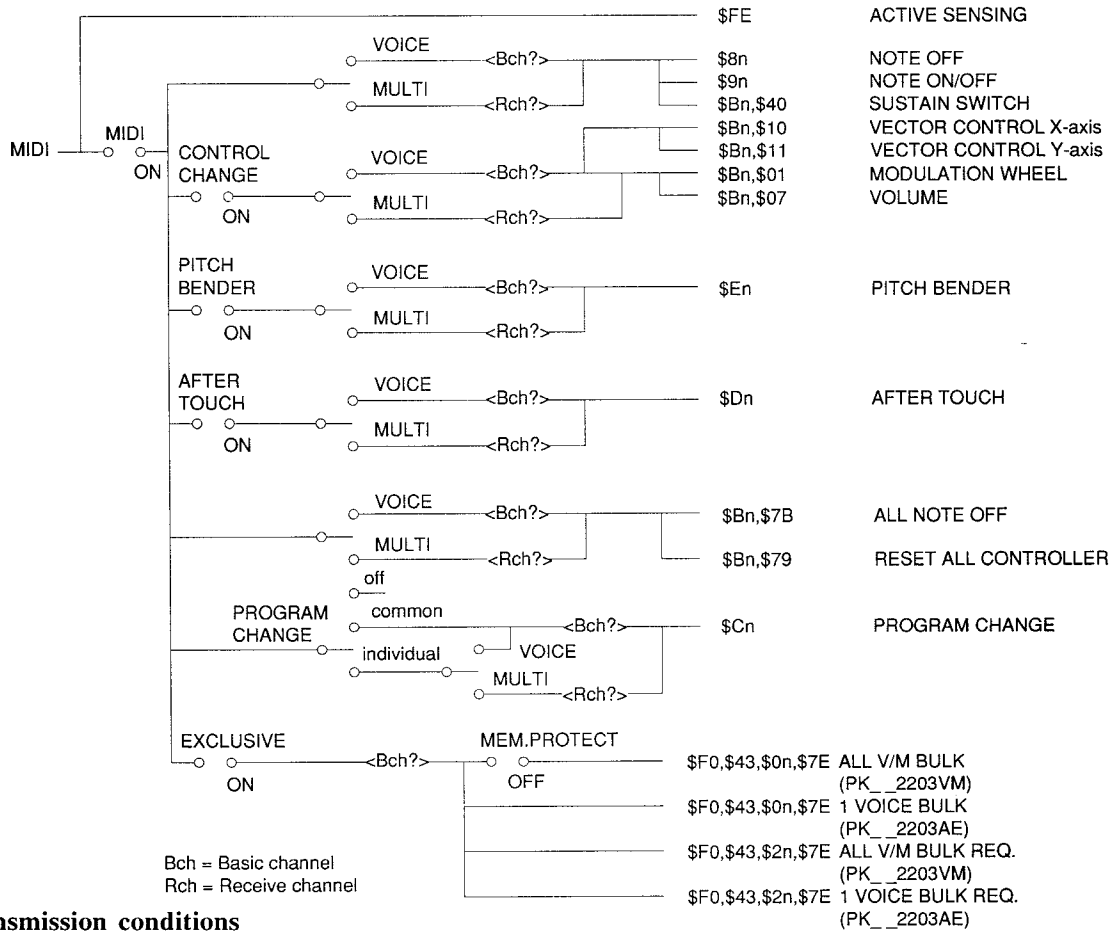 $FE ACTIVE SENSING
VOICE <Bch?> $8n NOTE OFF
$9n NOTE ON/OFF
MULTI <Rch?> $Bn,$40 SUSTAIN SWITCH
MIDI MIDI ON
$Bn,$10 VECTOR CONTROL X-axis
$Bn,$11 VECTOR CONTROL Y-axis
CONTROL
CHANGE
ON
VOICE <Bch?> $Bn,$01 MODULATION WHEEL
MULTI <Rch?> $Bn,$07 VOLUME
PITCH
BENDER
ON
VOICE <Bch?> $En PITCH BENDER
MULTI <Rch?>
AFTER
TOUCH
ON
VOICE <Bch?> $Dn AFTER TOUCH
MULTI <Rch?>
VOICE <Bch?> $Bn,$7B ALL NOTE OFF
MULTI <Rch?> $Bn,$79 RESET ALL CONTROLLER
off
PROGRAM
CHANGE
common <Bch?> $Cn PROGRAM CHANGE
individual VOICE
MULTI <Rch?>
EXCLUSIVE
ON
<Bch?>
MEM.PROTECT
OFF
$F0,$43,$0n,$7E ALL V/M BULK
(PK_ _2203VM)
$F0,$43,$0n,$7E 1 VOICE BULK
(PK_ _2203AE)
$F0,$43,$2n,$7E ALL V/M BULK REQ.
(PK_ _2203VM)
$F0,$43,$2n,$7E 1 VOICE BULK REQ.
(PK_ _2203AE)
Bch = Basic channel
Rch = Receive channel
nsmission conditions